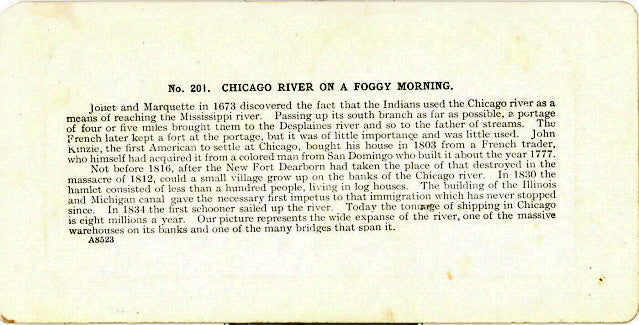 No. 201. CHICAGO RIVER ON A FOGGY MORNING.
Joliet and Marquette in 1673 discovered the fact that the Indians used the Chicago river as a
means of reaching the Mississippi river. Passing up its south branch as far as possible, a portage
of four or five miles brought them to the Desplaines river and so to the father of streams. The
French later kept a fort at the portage, but it was of little importance and was little used. John
Kinzie, the first American to settle at Chicago, bought his house in 1803 from a French trader,
who himself had acquired it from a colored man from San Domingo who built it about the year 1777.
Not before 1816, after the New Fort Dearborn had taken the place of that destroyed in the
massacre of 1812, could a small village grow up on the banks of the Chicago river. In 1830 the
hamlet consisted of less than a hundred people, living in log houses. The building of the Illinois
and Michigan canal gave the necessary first impetus to that immigration which has never stopped
since. In 1834 the first schooner sailed up the river. Today the tonnage of shipping in Chicago
is eight millions a year. Our picture represents the wide expanse of the river, one of the massive
warehouses on its banks and one of the many bridges that span it.
A8523